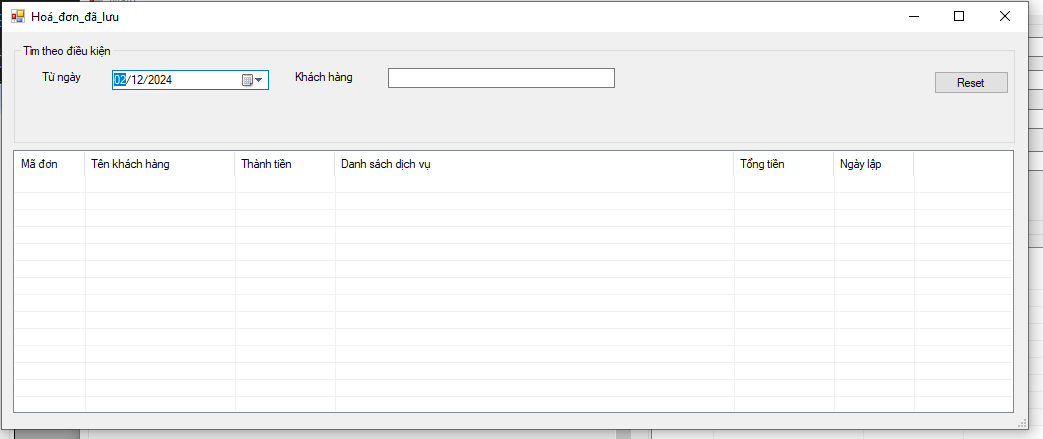 Hoá_đơn_đã_lưu
Tìm theo điều kiện
Từ ngày 02/12/2024 Khách hàng Reset
Mã đơn Tên khách hàng Thành tiền Danh sách dịch vụ Tổng tiền Ngày lập